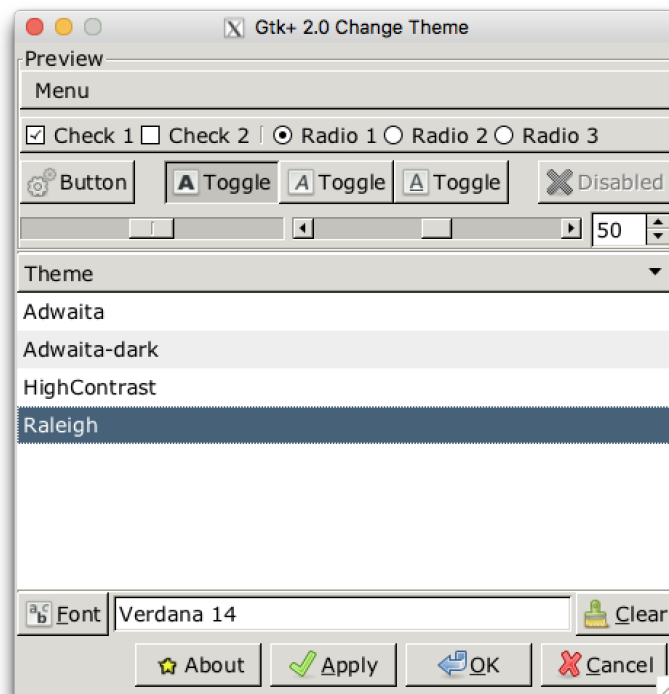 Gtk+ 2.0 Change Theme
Preview
Menu
Check 1 Check 2 Radio 1 Radio 2 Radio 3
Button A Toggle A Toggle A Toggle Disabled
50
Theme
Adwaita
Adwaita-dark
HighContrast
Raleigh
abc Font Verdana 14 Clear
About Apply OK Cancel